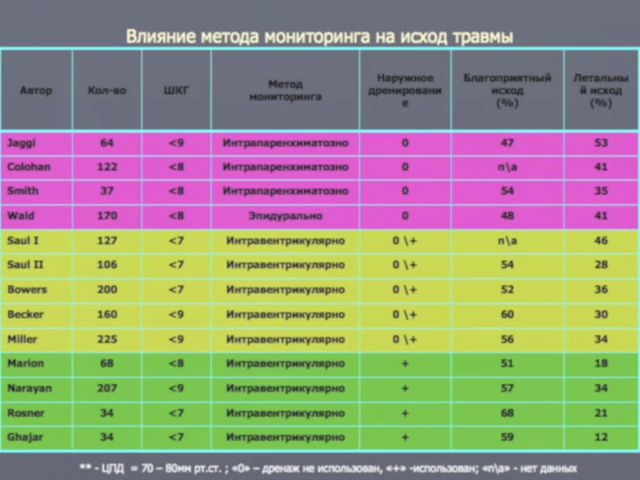 Влияние метода мониторинга на исход травмы
Автор Кол-во ШКГ Метод мониторинга Наружное дренировани е Благоприятный исход (%) Летальны й исход (%)
Jaggi 64 <9 Интрапаренхиматозно 0 47 53
Colohan 122 <8 Интрапаренхиматозно 0 n\a 41
Smith 37 <8 Интрапаренхиматозно 0 54 35
Wald 170 <8 Эпидурально 0 48 41
Saul I 127 <7 Интравентрикулярно 0 \+ n\a 46
Saul II 106 <7 Интравентрикулярно 0 \+ 54 28
Bowers 200 <7 Интравентрикулярно 0 \+ 52 36
Becker 160 <9 Интравентрикулярно 0 \+ 60 30
Miller 225 <9 Интравентрикулярно 0 \+ 56 34
Marion 68 <8 Интравентрикулярно + 51 18
Narayan 207 <9 Интравентрикулярно + 57 34
Rosner 34 <7 Интравентрикулярно + 68 21
Ghajar 34 <7 Интравентрикулярно + 59 12
** - ЦПД = 70 – 80мм рт.ст. ; «0» – дренаж не использован, «+» -использован; «n\a» - нет данных